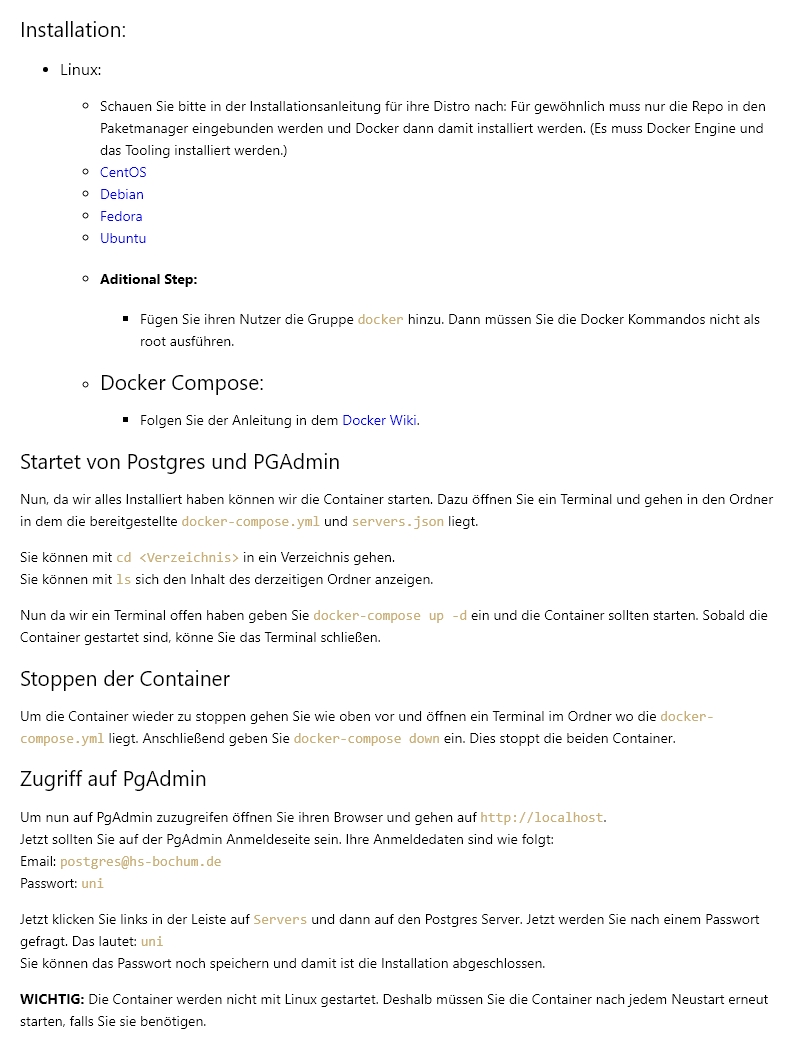 Installation:
Linux:
Schauen Sie bitte in der Installationsanleitung für ihre Distro nach: Für gewöhnlich muss nur die Repo in den
Paketmanager eingebunden werden und Docker dann damit installiert werden. (Es muss Docker Engine und
das Tooling installiert werden.)
CentOS
Debian
Fedora
Ubuntu
Aditional Step:
Fügen Sie ihren Nutzer die Gruppe docker hinzu. Dann müssen Sie die Docker Kommandos nicht als
root ausführen.
Docker Compose:
Folgen Sie der Anleitung in dem Docker Wiki.
Startet von Postgres und PGAdmin
Nun, da wir alles Installiert haben können wir die Container starten. Dazu öffnen Sie ein Terminal und gehen in den Ordner
in dem die bereitgestellte docker-compose.yml und servers.json liegt.
Sie können mit cd <Verzeichnis> in ein Verzeichnis gehen.
Sie können mit ls sich den Inhalt des derzeitigen Ordner anzeigen.
Nun da wir ein Terminal offen haben geben Sie docker-compose up -d ein und die Container sollten starten. Sobald die
Container gestartet sind, könne Sie das Terminal schließen.
Stoppen der Container
Um die Container wieder zu stoppen gehen Sie wie oben vor und öffnen ein Terminal im Ordner wo die docker-
compose.yml liegt. Anschließend geben Sie docker-compose down ein. Dies stoppt die beiden Container.
Zugriff auf PgAdmin
Um nun auf PgAdmin zuzugreifen öffnen Sie ihren Browser und gehen auf http://localhost.
Jetzt sollten Sie auf der PgAdmin Anmeldeseite sein. Ihre Anmeldedaten sind wie folgt:
Email: postgres@hs-bochum.de
Passwort: uni
Jetzt klicken Sie links in der Leiste auf Servers und dann auf den Postgres Server. Jetzt werden Sie nach einem Passwort
gefragt. Das lautet: uni
Sie können das Passwort noch speichern und damit ist die Installation abgeschlossen.
WICHTIG: Die Container werden nicht mit Linux gestartet. Deshalb müssen Sie die Container nach jedem Neustart erneut
starten, falls Sie sie benötigen.